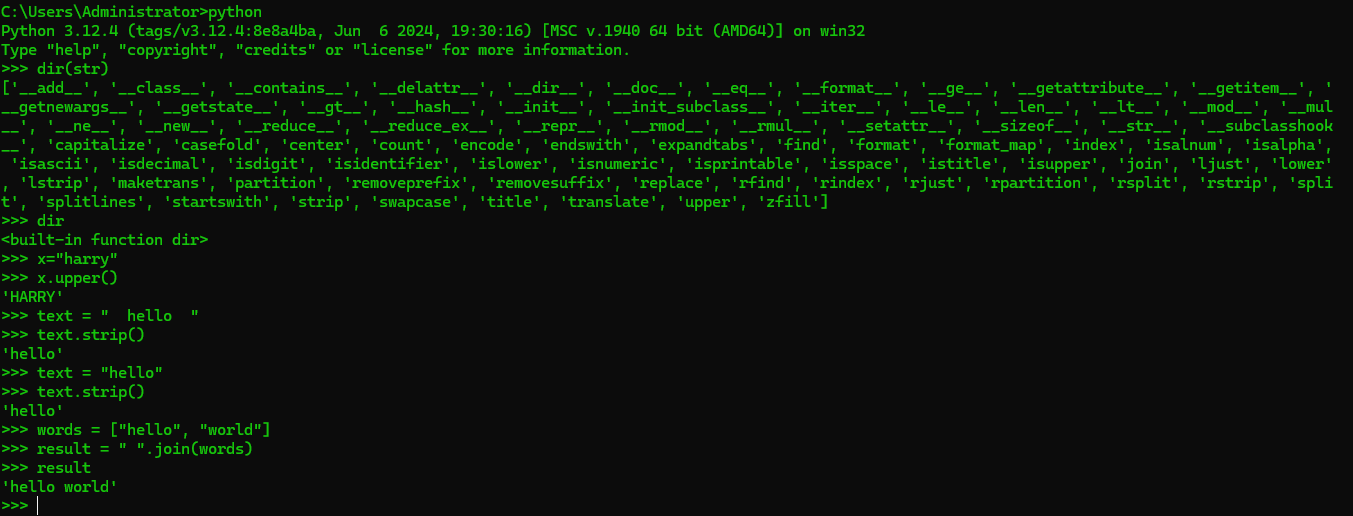 C:\Users\Administrator>python
Python 3.12.4 (tags/v3.12.4:8e8a4ba, Jun  6 2024, 19:30:16) [MSC v.1940 64 bit (AMD64)] on win32
Type "help", "copyright", "credits" or "license" for more information.
>>> dir(str)
['__add__', '__class__', '__contains__', '__delattr__', '__dir__', '__doc__', '__eq__', '__format__', '__ge__', '__getattribute__', '__getitem__', '
__getnewargs__', '__getstate__', '__gt__', '__hash__', '__init__', '__init_subclass__', '__iter__', '__le__', '__len__', '__lt__', '__mod__', '__mul
__', '__ne__', '__new__', '__reduce__', '__reduce_ex__', '__repr__', '__rmod__', '__rmul__', '__setattr__', '__sizeof__', '__str__', '__subclasshook
__', 'capitalize', 'casefold', 'center', 'count', 'encode', 'endswith', 'expandtabs', 'find', 'format', 'format_map', 'index', 'isalnum', 'isalpha',
 'isascii', 'isdecimal', 'isdigit', 'isidentifier', 'islower', 'isnumeric', 'isprintable', 'isspace', 'istitle', 'isupper', 'join', 'ljust', 'lower'
, 'lstrip', 'maketrans', 'partition', 'removeprefix', 'removesuffix', 'replace', 'rfind', 'rindex', 'rjust', 'rpartition', 'rsplit', 'rstrip', 'spli
t', 'splitlines', 'startswith', 'strip', 'swapcase', 'title', 'translate', 'upper', 'zfill']
>>> dir
<built-in function dir>
>>> x="harry"
>>> x.upper()
'HARRY'
>>> text = "  hello  "
>>> text.strip()
'hello'
>>> text = "hello"
>>> text.strip()
'hello'
>>> words = ["hello", "world"]
>>> result = " ".join(words)
>>> result
'hello world'
>>>